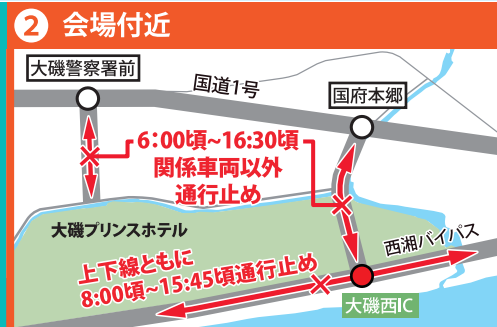 2 会場付近
大磯警察署前
国道1号
国府本郷
6:00頃~16:30頃
関係車両以外
通行止め
大磯プリンスホテル
西湘バイパス
上下線ともに
8:00頃~15:45頃通行止め
大磯西IC